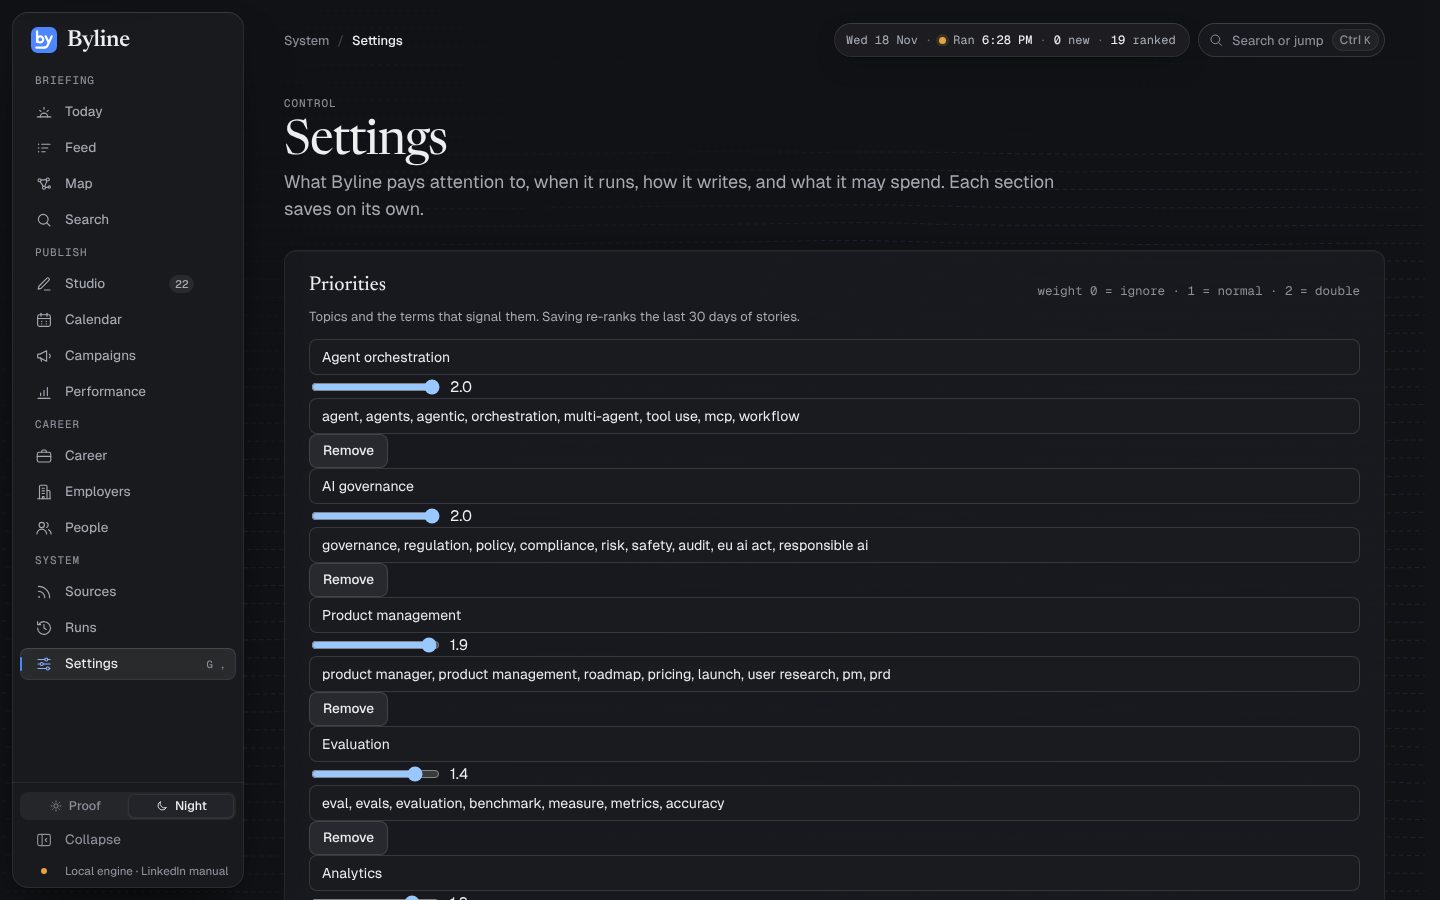 by Byline
BRIEFING
Today
Feed
Map
Search
PUBLISH
Studio 22
Calendar
Campaigns
Performance
CAREER
Career
Employers
People
SYSTEM
Sources
Runs
Settings G ,
Proof Night
Collapse
Local engine · LinkedIn manual
System / Settings
Wed 18 Nov · Ran 6:28 PM · 0 new · 19 ranked
Search or jump Ctrl K
CONTROL
Settings
What Byline pays attention to, when it runs, how it writes, and what it may spend. Each section
saves on its own.
Priorities
weight 0 = ignore · 1 = normal · 2 = double
Topics and the terms that signal them. Saving re-ranks the last 30 days of stories.
Agent orchestration
2.0
agent, agents, agentic, orchestration, multi-agent, tool use, mcp, workflow
Remove
AI governance
2.0
governance, regulation, policy, compliance, risk, safety, audit, eu ai act, responsible ai
Remove
Product management
1.9
product manager, product management, roadmap, pricing, launch, user research, pm, prd
Remove
Evaluation
1.4
eval, evals, evaluation, benchmark, measure, metrics, accuracy
Remove
Analytics